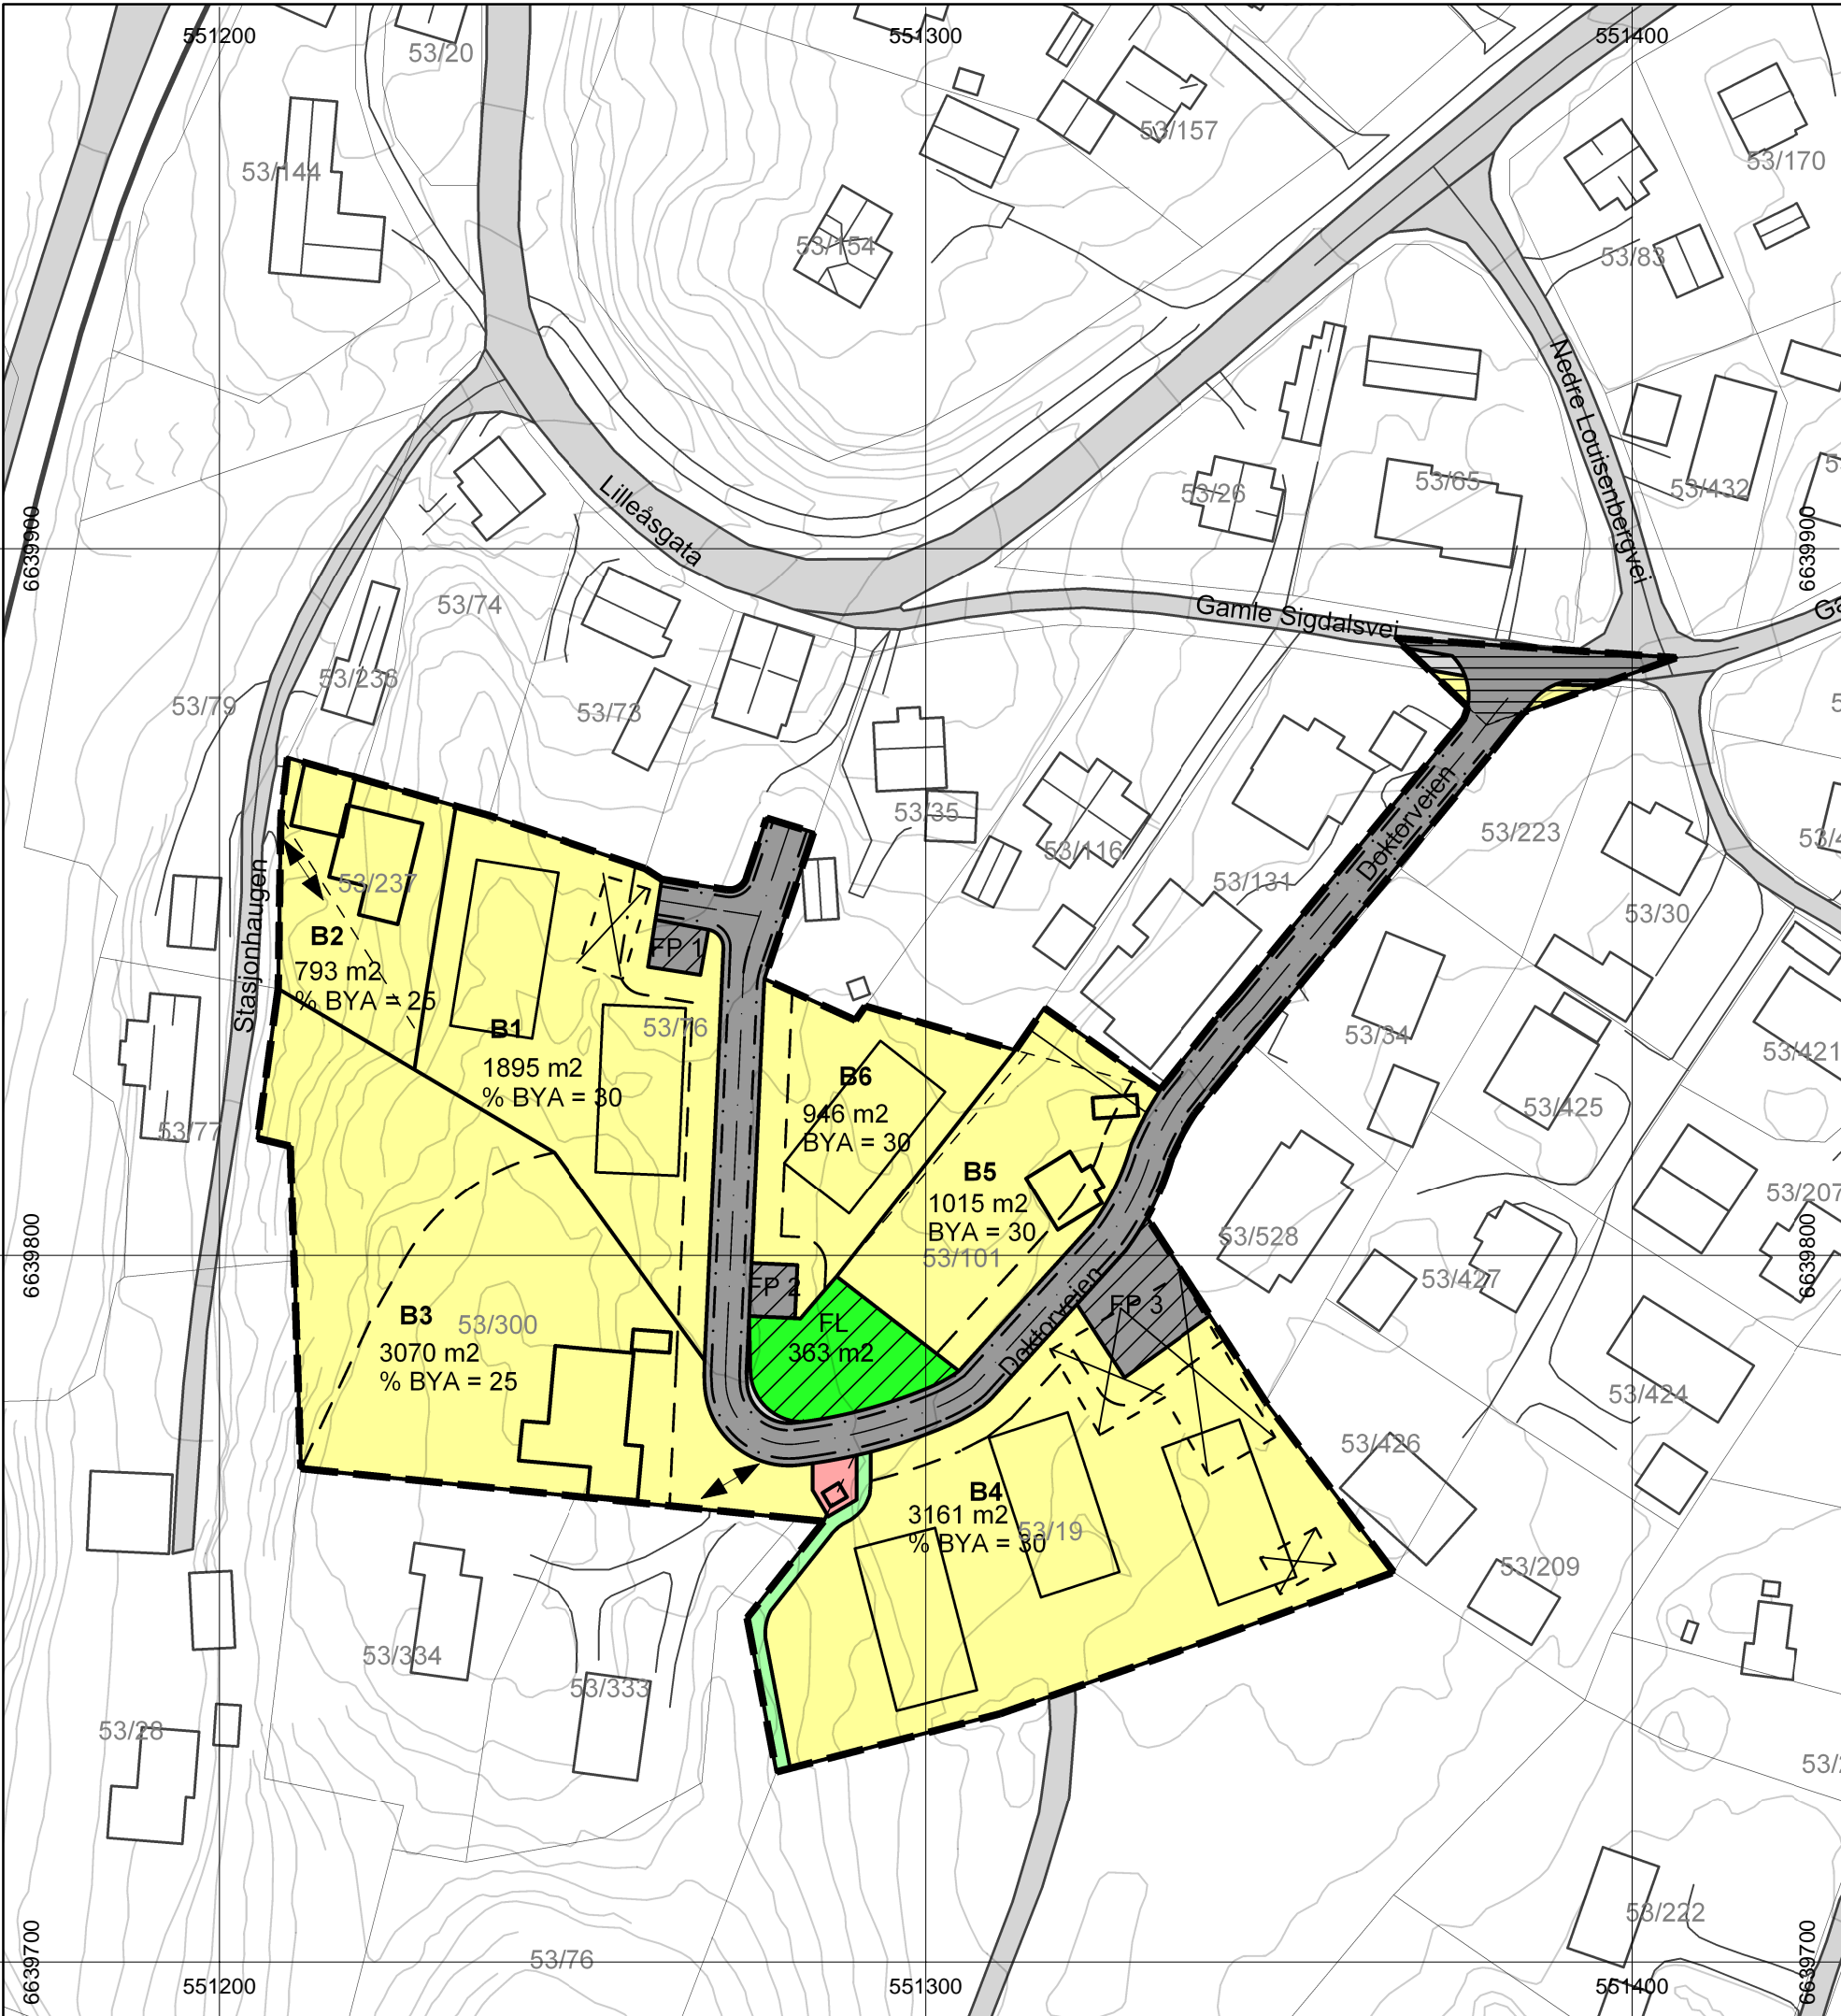 551200
551300
551400
53/20
53/157
53/170
53/144
53/154
53/83
Nedre Louisenbergvei
53/26
53/65
53/432
Lilleåsgata
6639900
6639900
53/74
Gamle Sigdalsvei
53/236
53/79
53/73
53/35
53/116
Doktorveien
53/223
53/131
53/237
53/30
Stasjonhaugen
B2
793 m2
% BYA = 25
FP 1
B1
1895 m2
% BYA = 30
53/76
53/34
53/421
B6
946 m2
BYA = 30
53/77
53/425
B5
1015 m2
BYA = 30
53/101
53/207
53/528
53/427
6639800
6639800
FP 2
FP 3
Doktorveien
B3
3070 m2
% BYA = 25
53/300
FL
363 m2
53/424
53/426
B4
3161 m2
% BYA = 30
53/19
53/209
53/334
53/333
53/28
53/222
53/76
6639700
6639700
551200
551300
551400